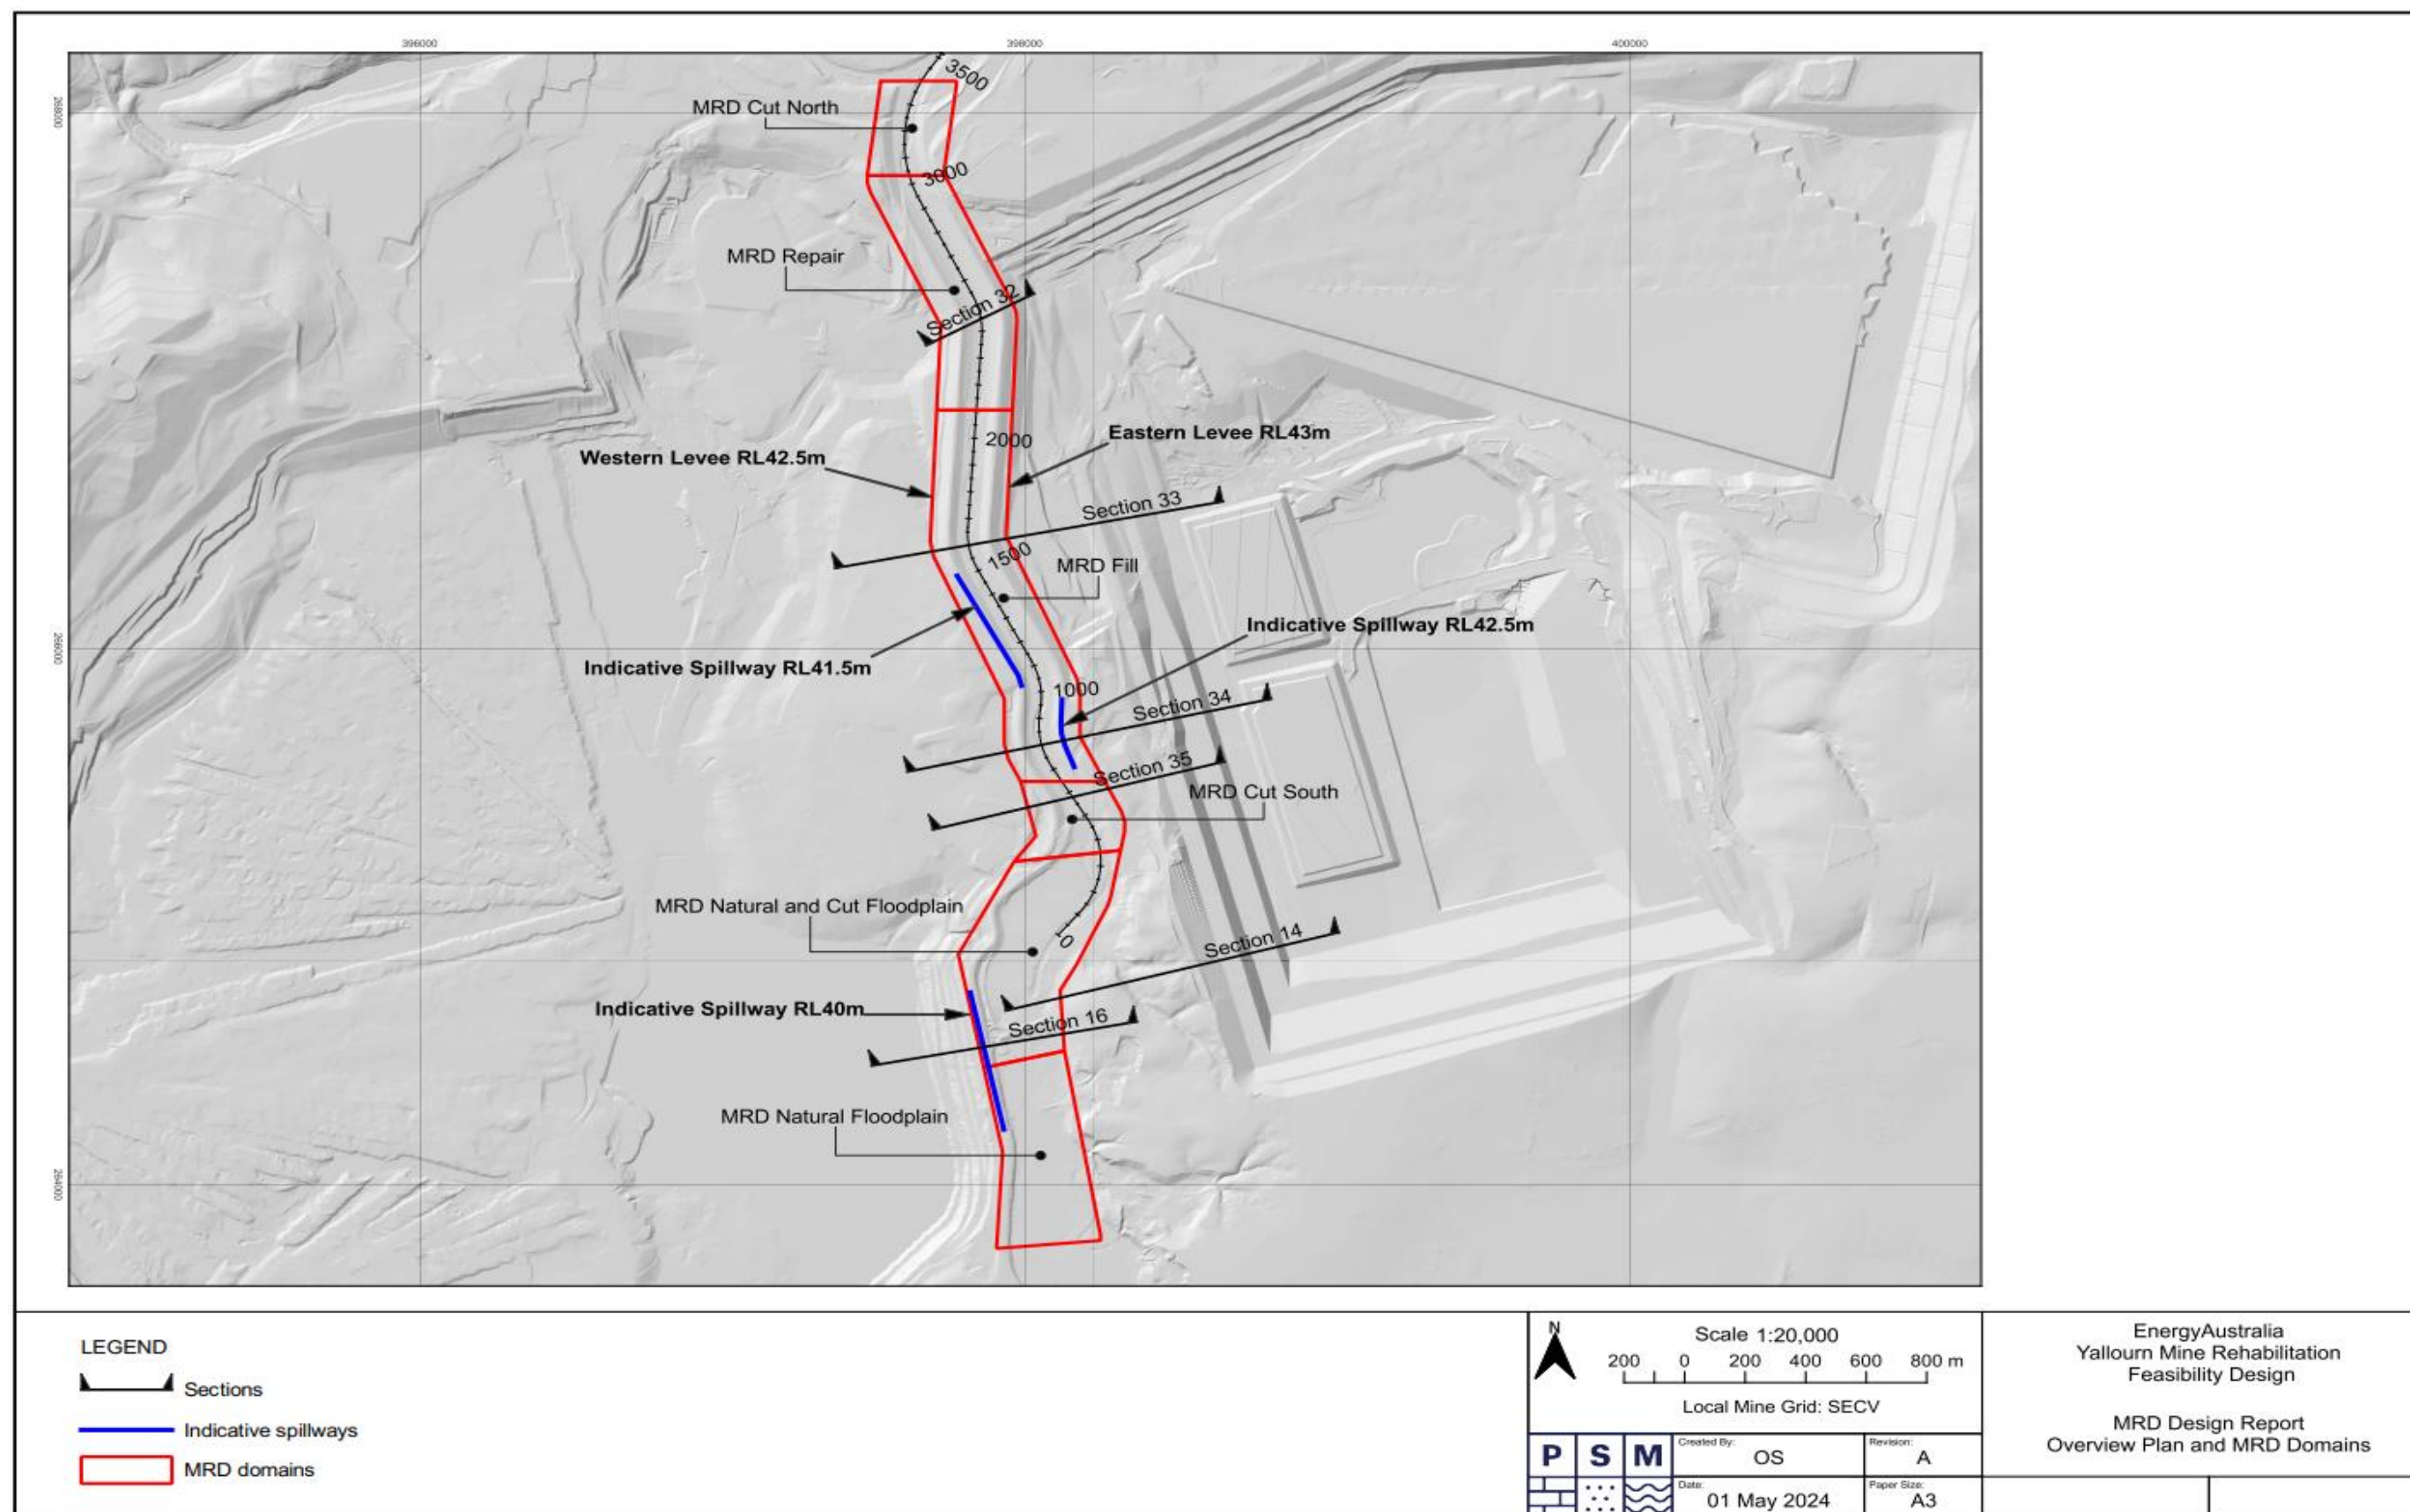 396000
398000
400000
268000
266000
264000
3500
MRD Cut North
3000
MRD Repair
Section 32
2000
Eastern Levee RL43m
Western Levee RL42.5m
Section 33
1500
MRD Fill
Indicative Spillway RL42.5m
Indicative Spillway RL41.5m
1000
Section 34
Section 35
MRD Cut South
MRD Natural and Cut Floodplain
0
Section 14
Indicative Spillway RL40m
Section 16
MRD Natural Floodplain
LEGEND
Sections
Indicative spillways
MRD domains
N
Scale 1:20,000
200 0 200 400 600 800 m
Local Mine Grid: SECV
P S M
Created By:
OS
Revision:
A
Date:
01 May 2024
Paper Size:
A3
EnergyAustralia
Yallourn Mine Rehabilitation
Feasibility Design
MRD Design Report
Overview Plan and MRD Domains